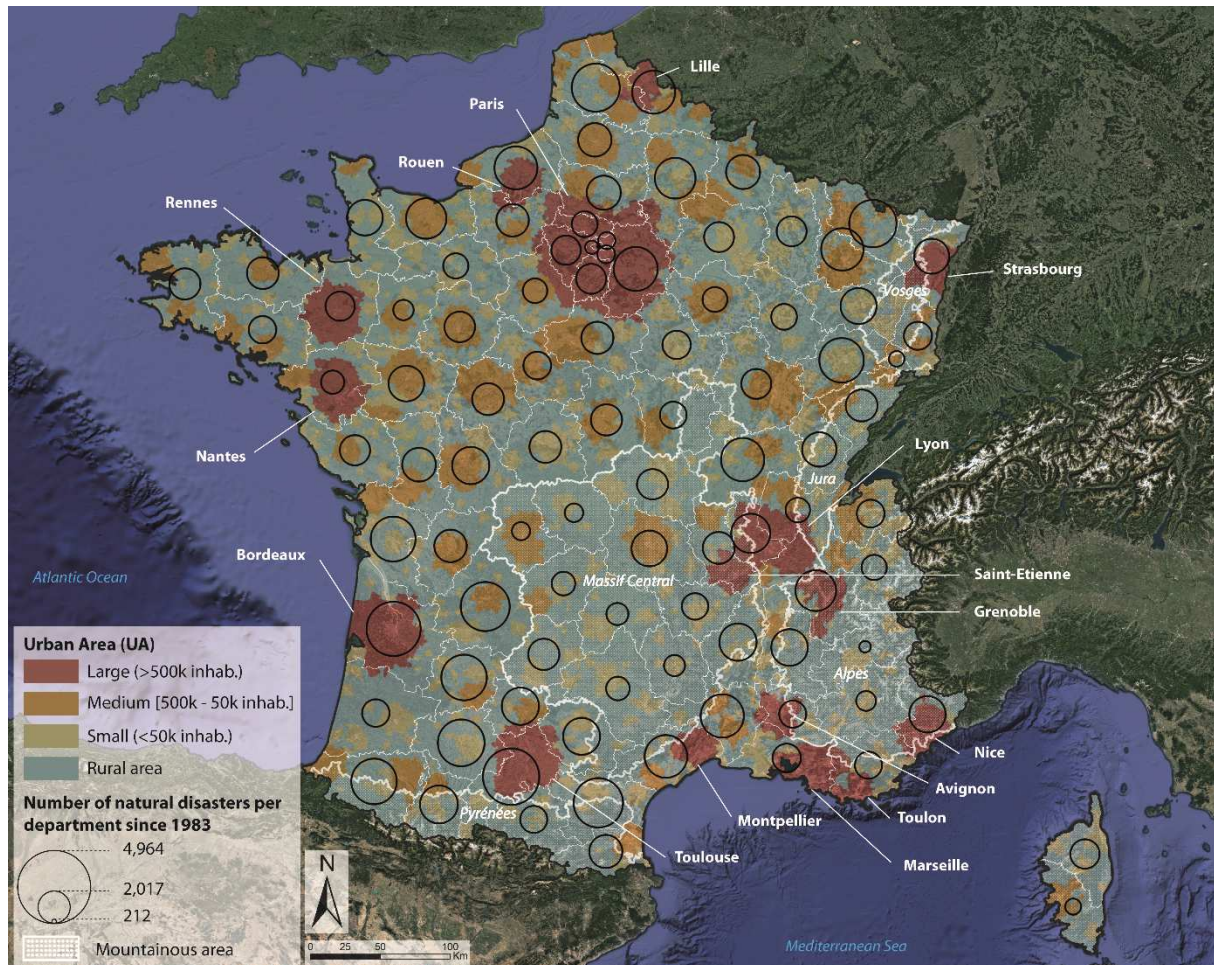 Lille
Paris
Rouen
Rennes
Strasbourg
Vosges
Nantes
Lyon
Jura
Bordeaux
Atlantic Ocean
Massif Central
Saint-Etienne
Grenoble
Alpes
Nice
Avignon
Pyrénées
Montpellier
Toulon
Toulouse
Marseille
Mediterranean Sea
Urban Area (UA)
Large (>500k inhab.)
Medium [500k - 50k inhab.]
Small (<50k inhab.)
Rural area
Number of natural disasters per
department since 1983
4,964
2,017
212
Mountainous area
N
0 25 50 100
Km